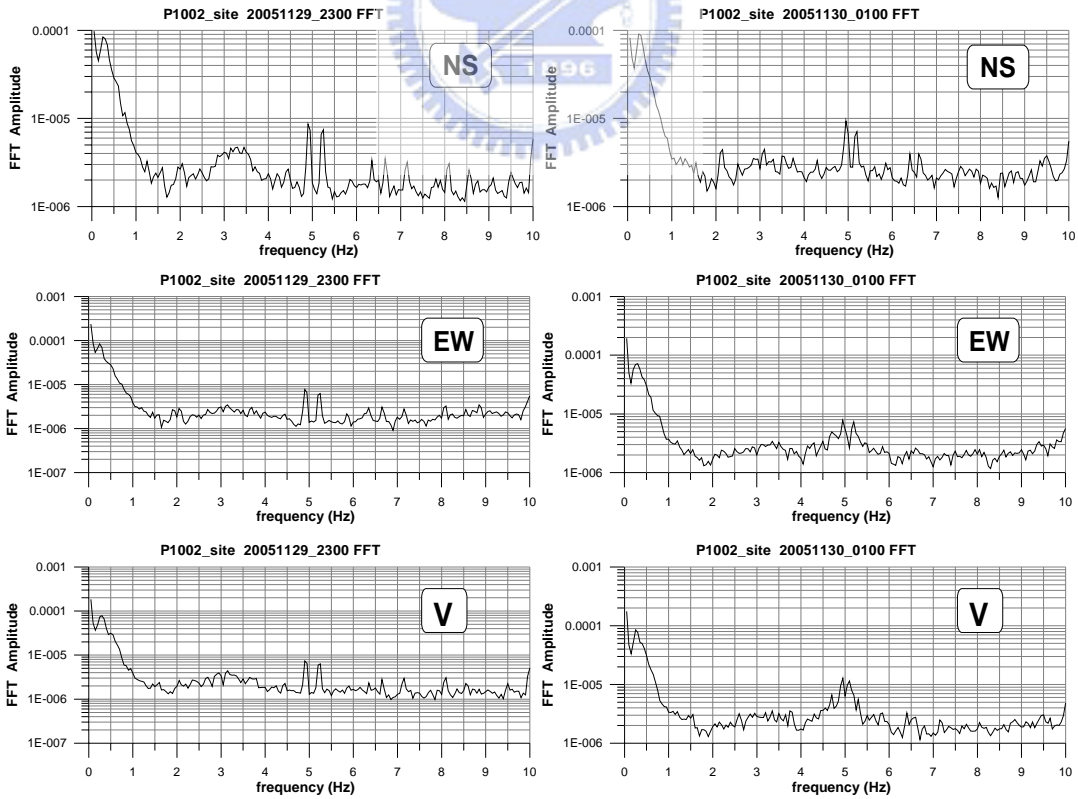 P1002_site 20051129_2300 FFT
FFT Amplitude
0.0001
1E-005
1E-006
NS
0 1 2 3 4 5 6 7 8 9 10
frequency (Hz)
P1002_site 20051130_0100 FFT
FFT Amplitude
0.0001
1E-005
1E-006
1896
NS
0 1 2 3 4 5 6 7 8 9 10
frequency (Hz)
P1002_site 20051129_2300 FFT
FFT Amplitude
0.001
0.0001
1E-005
1E-006
1E-007
EW
0 1 2 3 4 5 6 7 8 9 10
frequency (Hz)
P1002_site 20051130_0100 FFT
FFT Amplitude
0.001
0.0001
1E-005
1E-006
EW
0 1 2 3 4 5 6 7 8 9 10
frequency (Hz)
P1002_site 20051129_2300 FFT
FFT Amplitude
0.001
0.0001
1E-005
1E-006
1E-007
V
0 1 2 3 4 5 6 7 8 9 10
frequency (Hz)
P1002_site 20051130_0100 FFT
FFT Amplitude
0.001
0.0001
1E-005
1E-006
V
0 1 2 3 4 5 6 7 8 9 10
frequency (Hz)